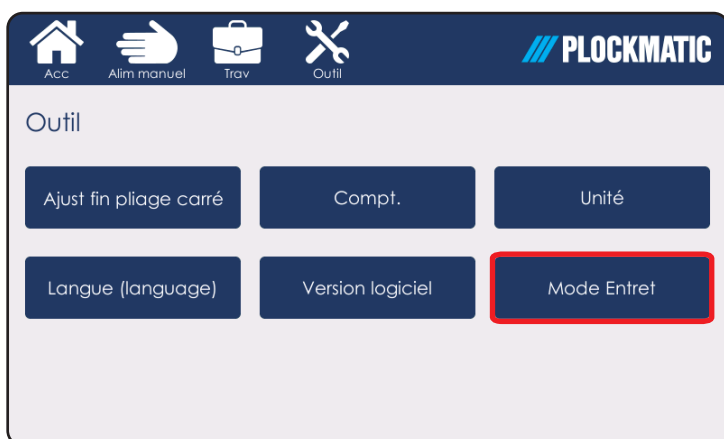 Acc
Alim manuel
Trav
Outil
PLOCKMATIC
Outil
Ajust fin pliage carré
Compt.
Unité
Langue (language)
Version logiciel
Mode Entret